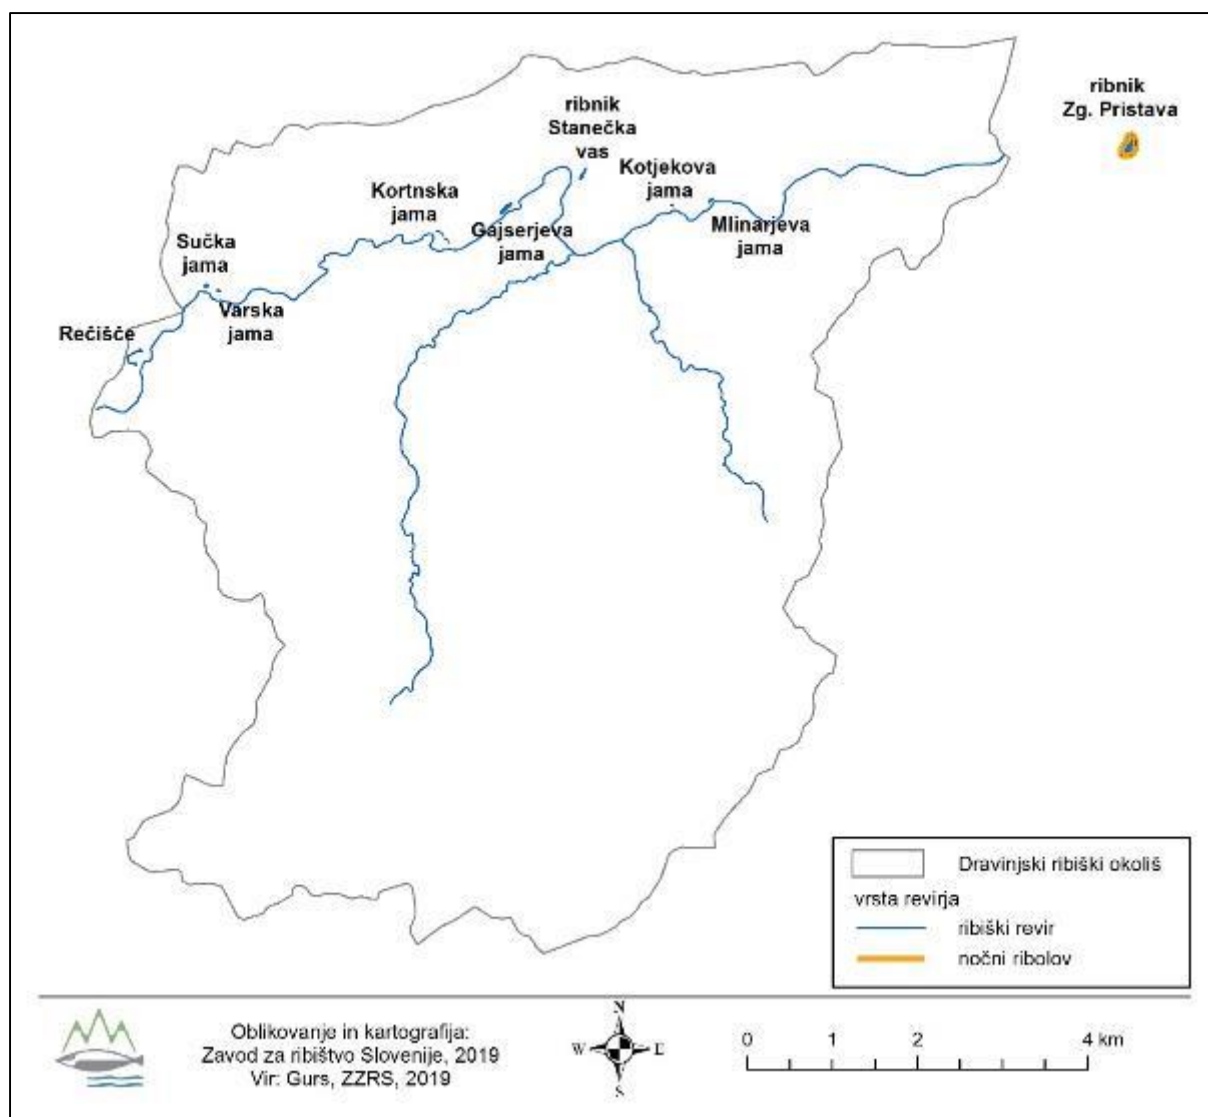 ribnik
Zg. Pristava
ribnik
Stanečka
vas
Kotjekova
jama
Kortnska
jama
Gajserjeva
jama
Mlinarjeva
jama
Sučka
jama
Varska
jama
Rečišče
Dravinjski ribiški okoliš
vrsta revirja
ribiški revir
nočni ribolov
Oblikovanje in kartografija:
Zavod za ribištvo Slovenije, 2019
Vir: Gurs, ZZRS, 2019
N
W E
S
0 1 2 4 km